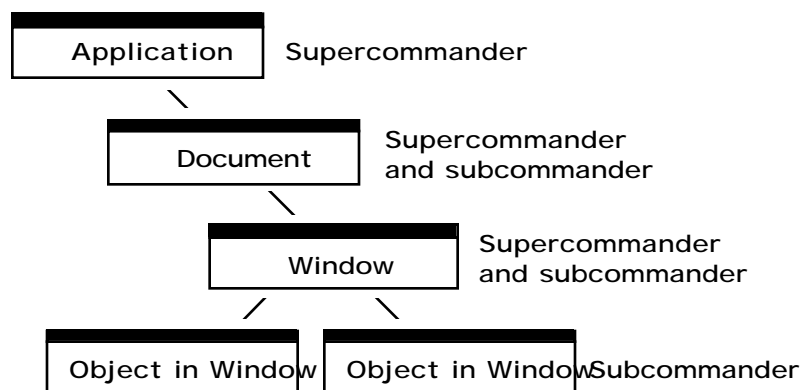 Application Supercommander
Document
Supercommander
and subcommander
Window
Supercommander
and subcommander
Object in Window Object in Window Subcommander